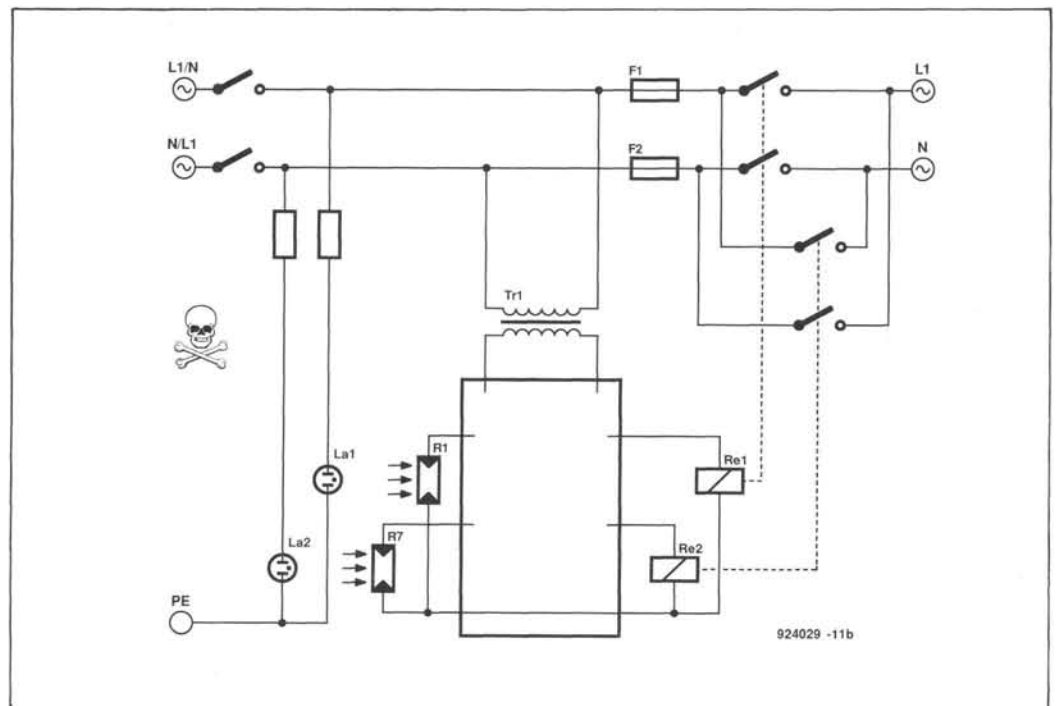 L1/N
F1
L1
N/L1
F2
N
Tr1
La1
R1
Re1
La2
R7
Re2
PE
924029 -11b